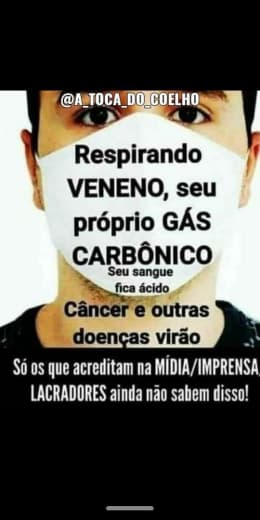 @A_TOCA_DO_COELHO
Respirando
VENENO, seu
próprio GÁS
CARBÔNICO
Seu sangue
fica ácido
Câncer e outras
doenças virão
Só os que acreditam na MÍDIA/IMPRENSA,
LACRADORES ainda não sabem disso!